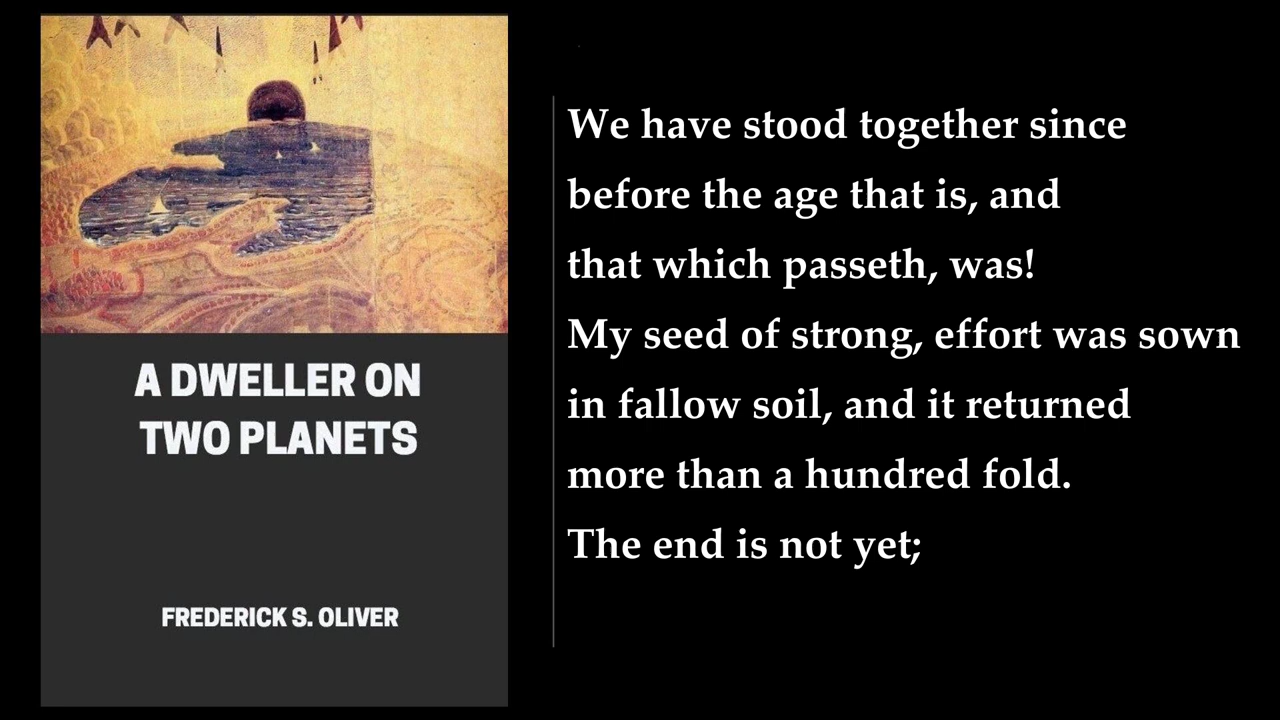 A DWELLER ON
TWO PLANETS
FREDERICK S. OLIVER
We have stood together since
before the age that is, and
that which passeth, was!
My seed of strong, effort was sown
in fallow soil, and it returned
more than a hundred fold.
The end is not yet;